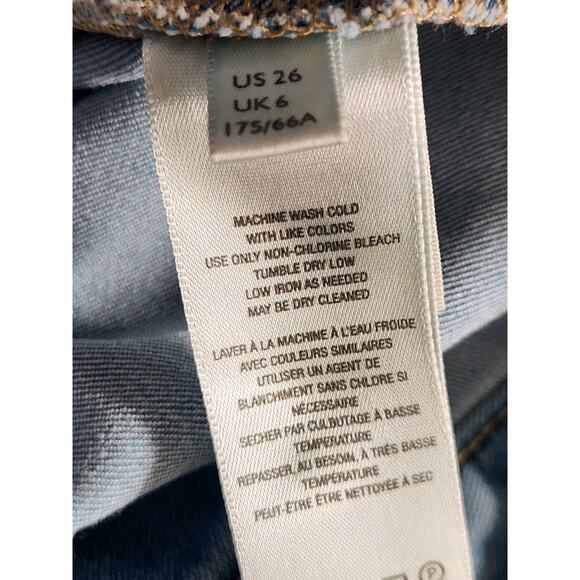 US 26
UK 6
175/66A
MACHINE WASH COLD
WITH LIKE COLORS
USE ONLY NON-CHLORINE BLEACH
TUMBLE DRY LOW
LOW IRON AS NEEDED
MAY BE DRY CLEANED
LAVER À LA MACHINE À L'EAU FROIDE
AVEC COULEURS SIMILAIRES
UTILISER UN AGENT DE
BLANCHIMENT SANS CHLORE SI
NÉCESSAIRE
SECHER PAR CULBUTAGE À BASSE
TEMPERATURE
REPASSER, AU BESOIN, À TRÈS BASSE
TEMPÉRATURE
PEUT-ÊTRE ÊTRE NETTOYÉE À SEC
P